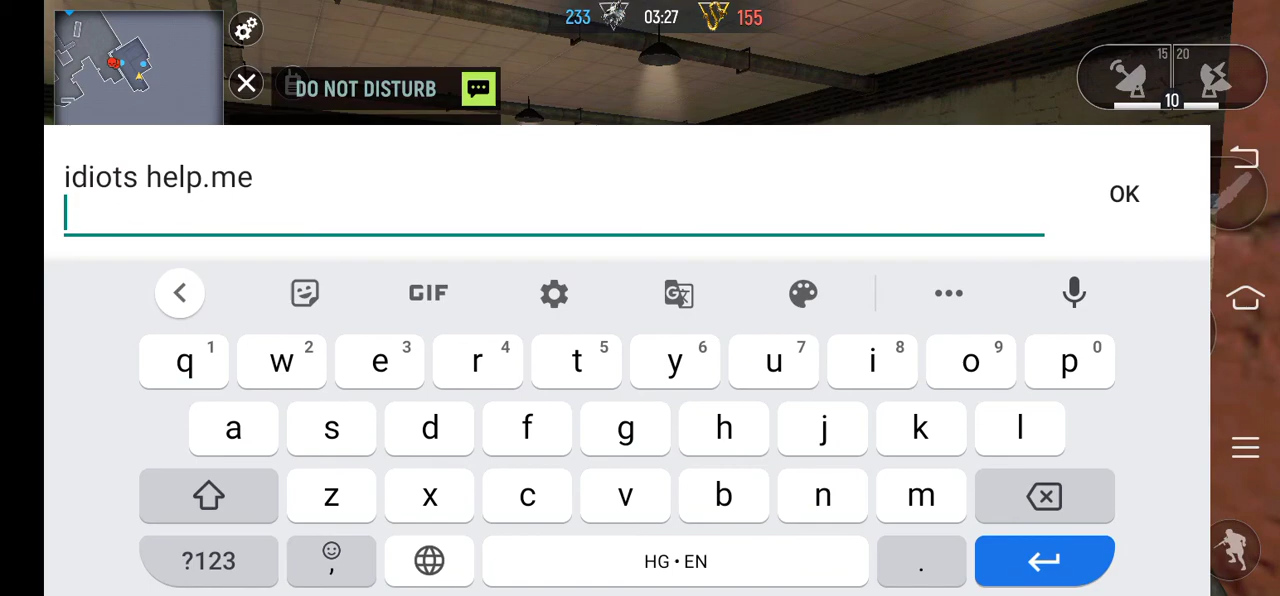 233 03:27 155
15 20
10
DO NOT DISTURB
idiots help.me
OK
GIF
q 1 w 2 e 3 r 4 t 5 y 6 u 7 i 8 o 9 p 0
a s d f g h j k l
z x c v b n m
?123 , HG • EN .